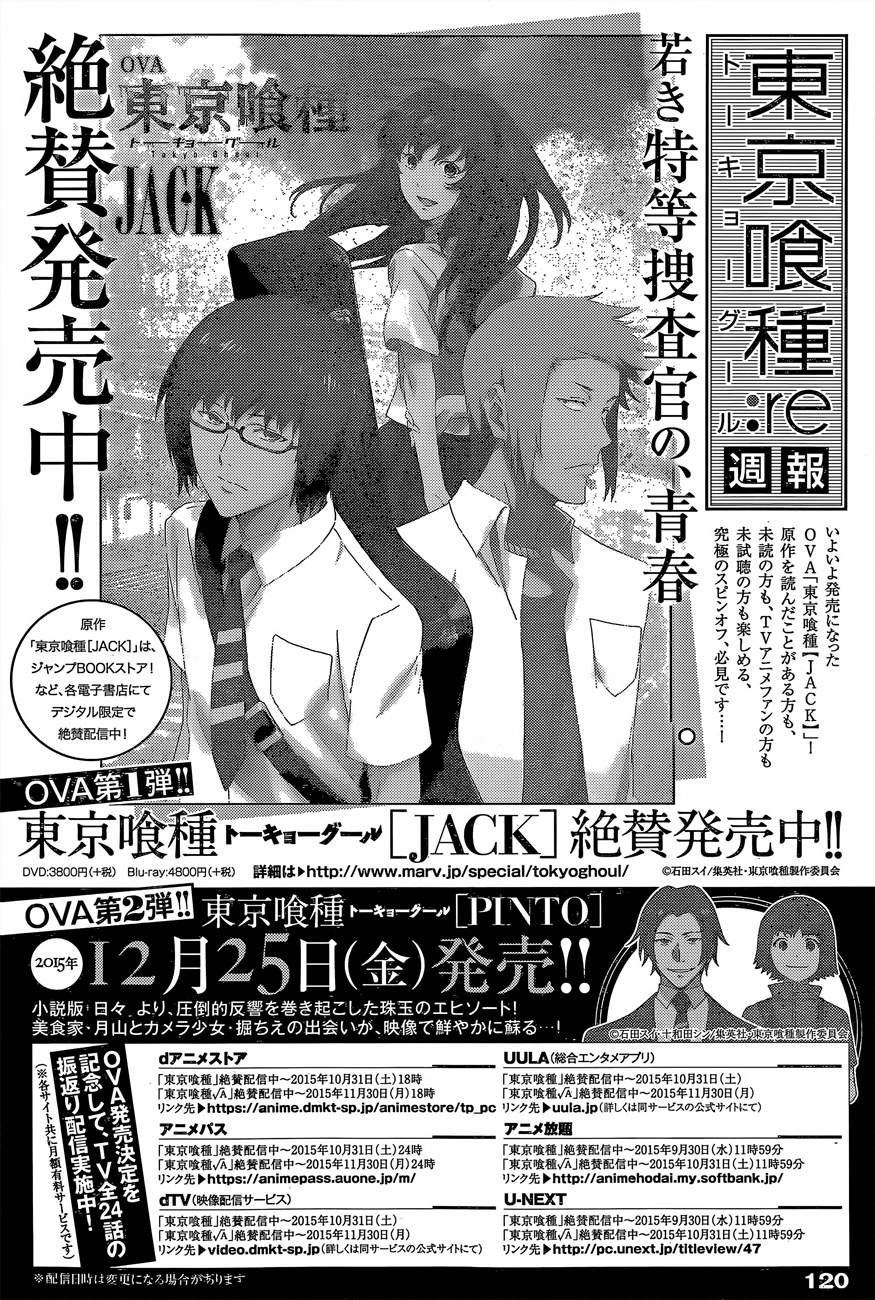 東京喰種:re
トーキョーグール
週報
いよいよ発売になった
OVA「東京喰種【JACK】」！
原作を読んだことがある方も、
未読の方も、TVアニメファンの方も
未試聴の方も楽しめる、
究極のスピンオフ、必見です…！
若き特等捜査官の、青春――。
OVA
東京喰種
トーキョーグール
Tokyo Ghoul
JACK
絶賛発売中!!
原作
「東京喰種[JACK]」は、
ジャンプBOOKストア!
など、各電子書店にて
デジタル限定で
絶賛配信中!
OVA第1弾!!
東京喰種トーキョーグール[JACK]絶賛発売中!!
DVD:3800円(+税) Blu-ray:4800円(+税) 詳細は▶http://www.marv.jp/special/tokyoghoul/ ©石田スイ/集英社・東京喰種製作委員会
OVA第2弾!! 東京喰種トーキョーグール[PINTO]
2015年12月25日(金)発売!!
小説版「日々」より、圧倒的反響を巻き起こした珠玉のエピソード!
美食家・月山とカメラ少女・掘ちえの出会いが、映像で鮮やかに蘇る…!
©石田スイ・十和田シン/集英社・東京喰種製作委員会
OVA発売決定を
記念して、TV全24話の
振返り配信実施中!
(※各サイト共に月額有料サービスです)
dアニメストア
「東京喰種」絶賛配信中～2015年10月31日(土)18時
「東京喰種√A」絶賛配信中～2015年11月30日(月)18時
リンク先▶https://anime.dmkt-sp.jp/animestore/tp_pc
アニメパス
「東京喰種」絶賛配信中～2015年10月31日(土)24時
「東京喰種√A」絶賛配信中～2015年11月30日(月)24時
リンク先▶https://animepass.auone.jp/m/
dTV(映像配信サービス)
「東京喰種」絶賛配信中～2015年10月31日(土)
「東京喰種√A」絶賛配信中～2015年11月30日(月)
リンク先▶video.dmkt-sp.jp(詳しくは同サービスの公式サイトにて)
UULA(総合エンタメアプリ)
「東京喰種」絶賛配信中～2015年10月31日(土)
「東京喰種√A」絶賛配信中～2015年11月30日(月)
リンク先▶uula.jp(詳しくは同サービスの公式サイトにて)
アニメ放題
「東京喰種」絶賛配信中～2015年9月30日(水)11時59分
「東京喰種√A」絶賛配信中～2015年10月31日(土)11時59分
リンク先▶http://animehodai.my.softbank.jp/
U-NEXT
「東京喰種」絶賛配信中～2015年9月30日(水)11時59分
「東京喰種√A」絶賛配信中～2015年10月31日(土)11時59分
リンク先▶http://pc.unext.jp/titleview/47
※配信日時は変更になる場合があります
120